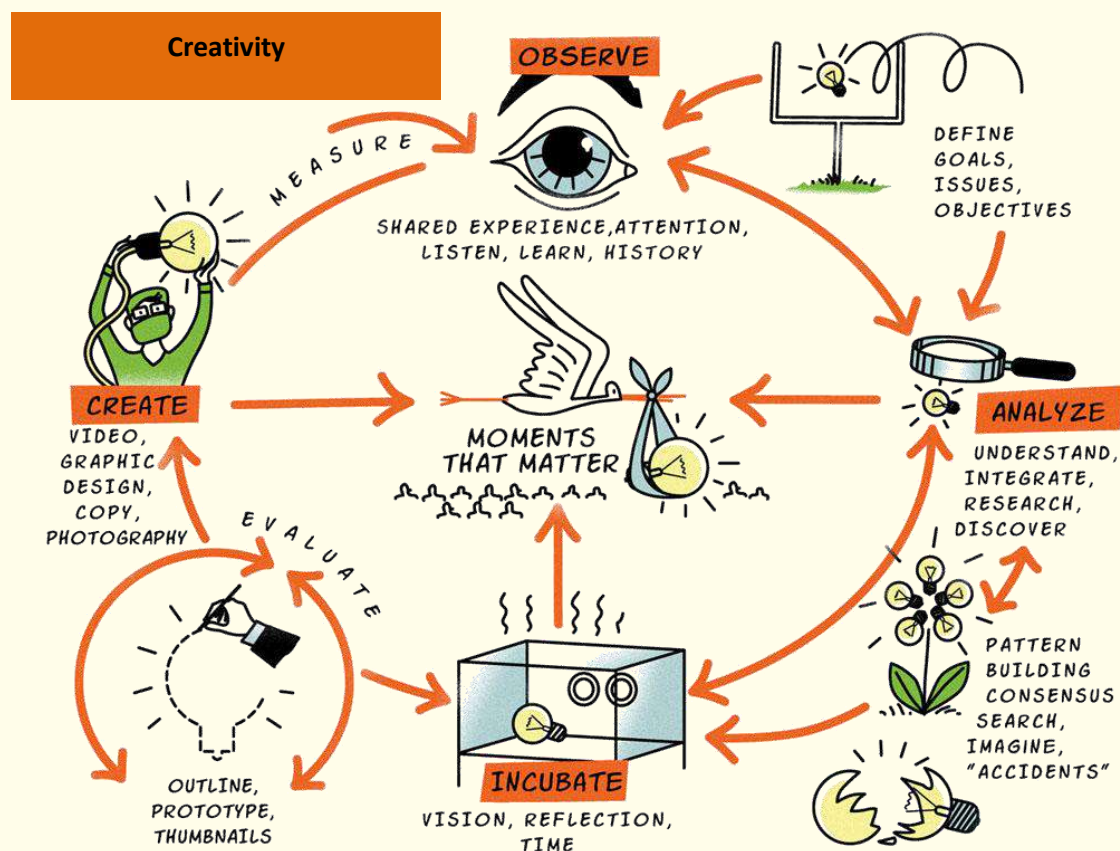 Creativity
OBSERVE
SHARED EXPERIENCE, ATTENTION,
LISTEN, LEARN, HISTORY
DEFINE
GOALS,
ISSUES,
OBJECTIVES
MEASURE
CREATE
VIDEO,
GRAPHIC
DESIGN,
COPY,
PHOTOGRAPHY
MOMENTS
THAT MATTER
ANALYZE
UNDERSTAND,
INTEGRATE,
RESEARCH,
DISCOVER
EVALUATE
OUTLINE,
PROTOTYPE,
THUMBNAILS
INCUBATE
VISION, REFLECTION,
TIME
PATTERN
BUILDING
CONSENSUS
SEARCH,
IMAGINE,
"ACCIDENTS"